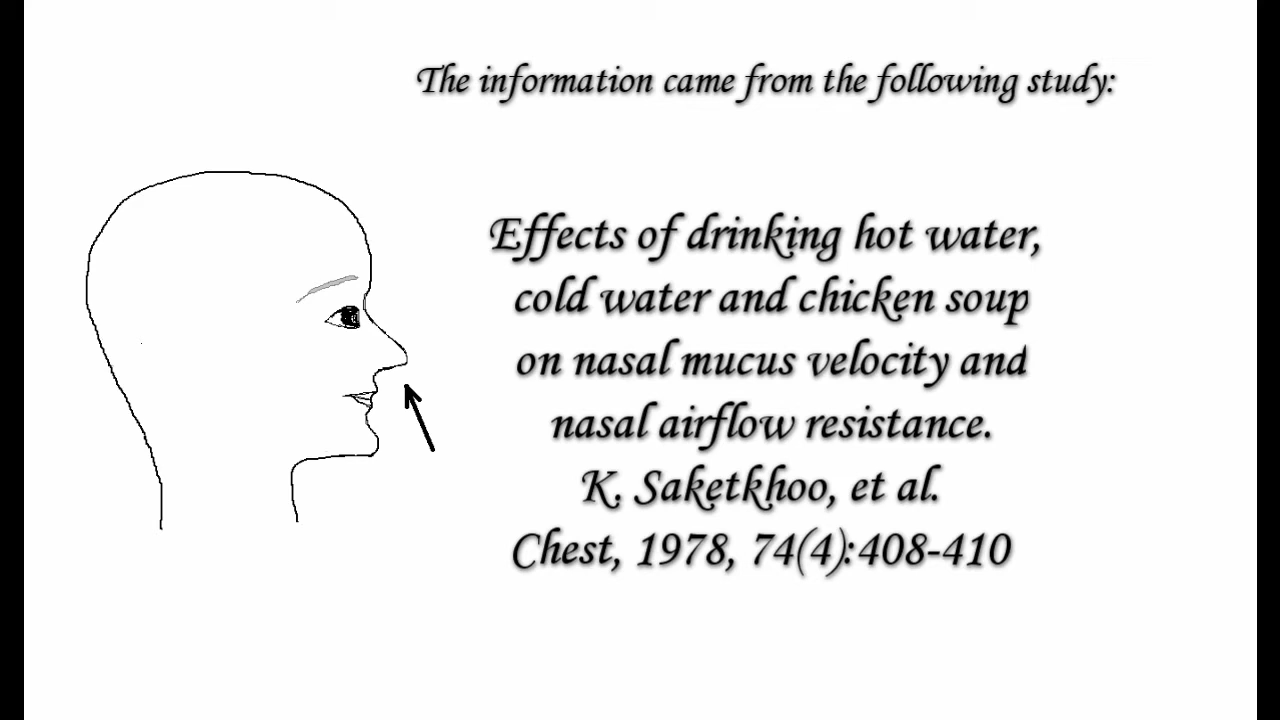 The information came from the following study:
Effects of drinking hot water,
cold water and chicken soup
on nasal mucus velocity and
nasal airflow resistance.
K. Saketkhoo, et al.
Chest, 1978, 74(4):408-410